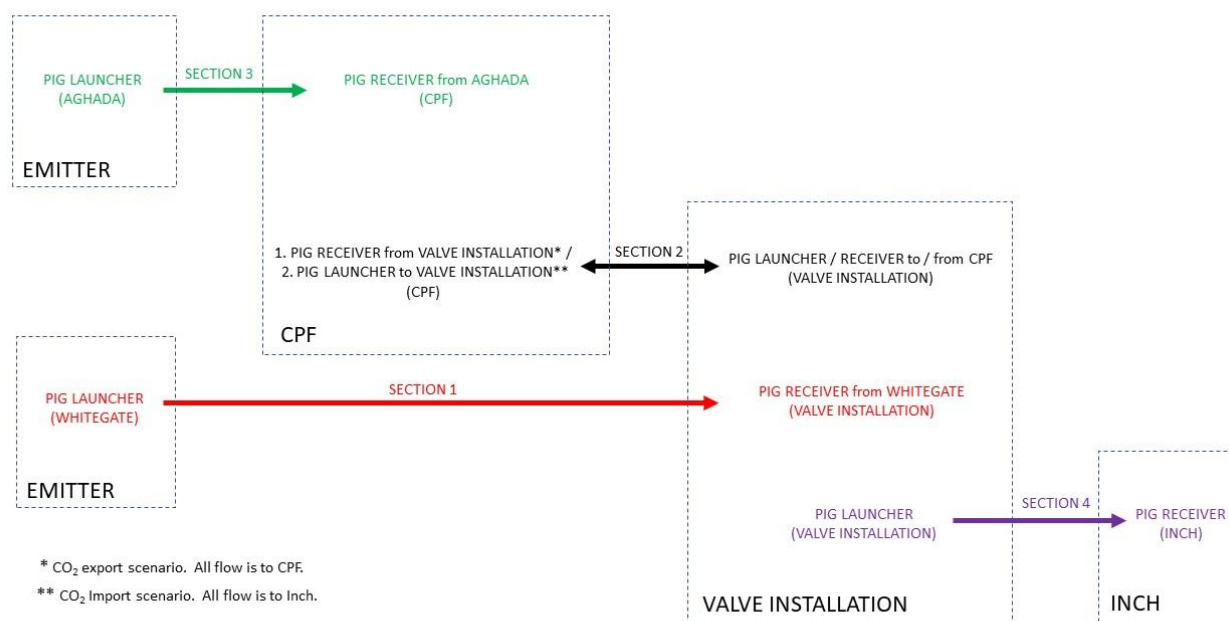 PIG LAUNCHER
(AGHADA)
SECTION 3
PIG RECEIVER from AGHADA
(CPF)
EMITTER
1. PIG RECEIVER from VALVE INSTALLATION* /
2. PIG LAUNCHER to VALVE INSTALLATION**
(CPF)
SECTION 2
PIG LAUNCHER / RECEIVER to / from CPF
(VALVE INSTALLATION)
CPF
PIG LAUNCHER
(WHITEGATE)
SECTION 1
PIG RECEIVER from WHITEGATE
(VALVE INSTALLATION)
EMITTER
PIG LAUNCHER
(VALVE INSTALLATION)
SECTION 4
PIG RECEIVER
(INCH)
* CO₂ export scenario. All flow is to CPF.
** CO₂ Import scenario. All flow is to Inch.
VALVE INSTALLATION
INCH